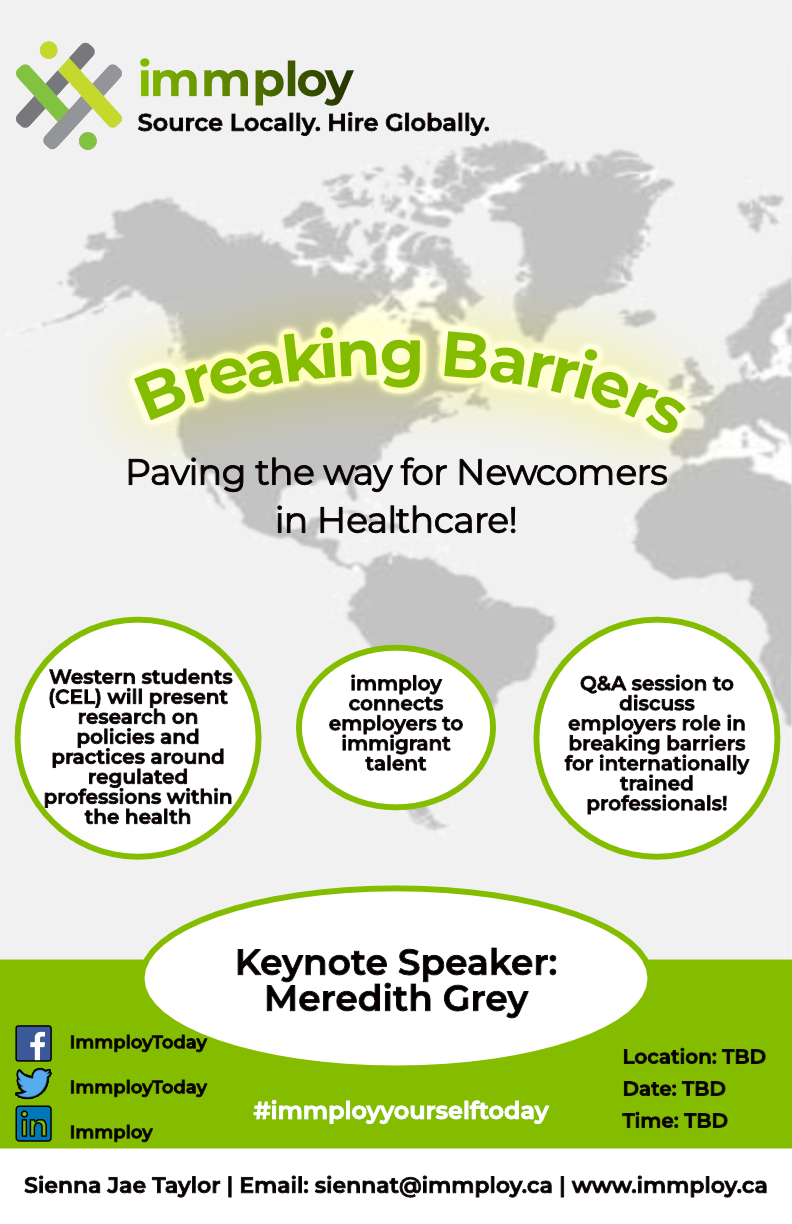 immploy
Source Locally. Hire Globally.
Breaking Barriers
Paving the way for Newcomers
in Healthcare!
Western students
(CEL) will present
research on
policies and
practices around
regulated
professions within
the health
immploy
connects
employers to
immigrant
talent
Q&A session to
discuss
employers role in
breaking barriers
for internationally
trained
professionals!
Keynote Speaker:
Meredith Grey
ImmployToday
ImmployToday
Immploy
#immployyourselftoday
Location: TBD
Date: TBD
Time: TBD
Sienna Jae Taylor | Email: siennat@immploy.ca | www.immploy.ca